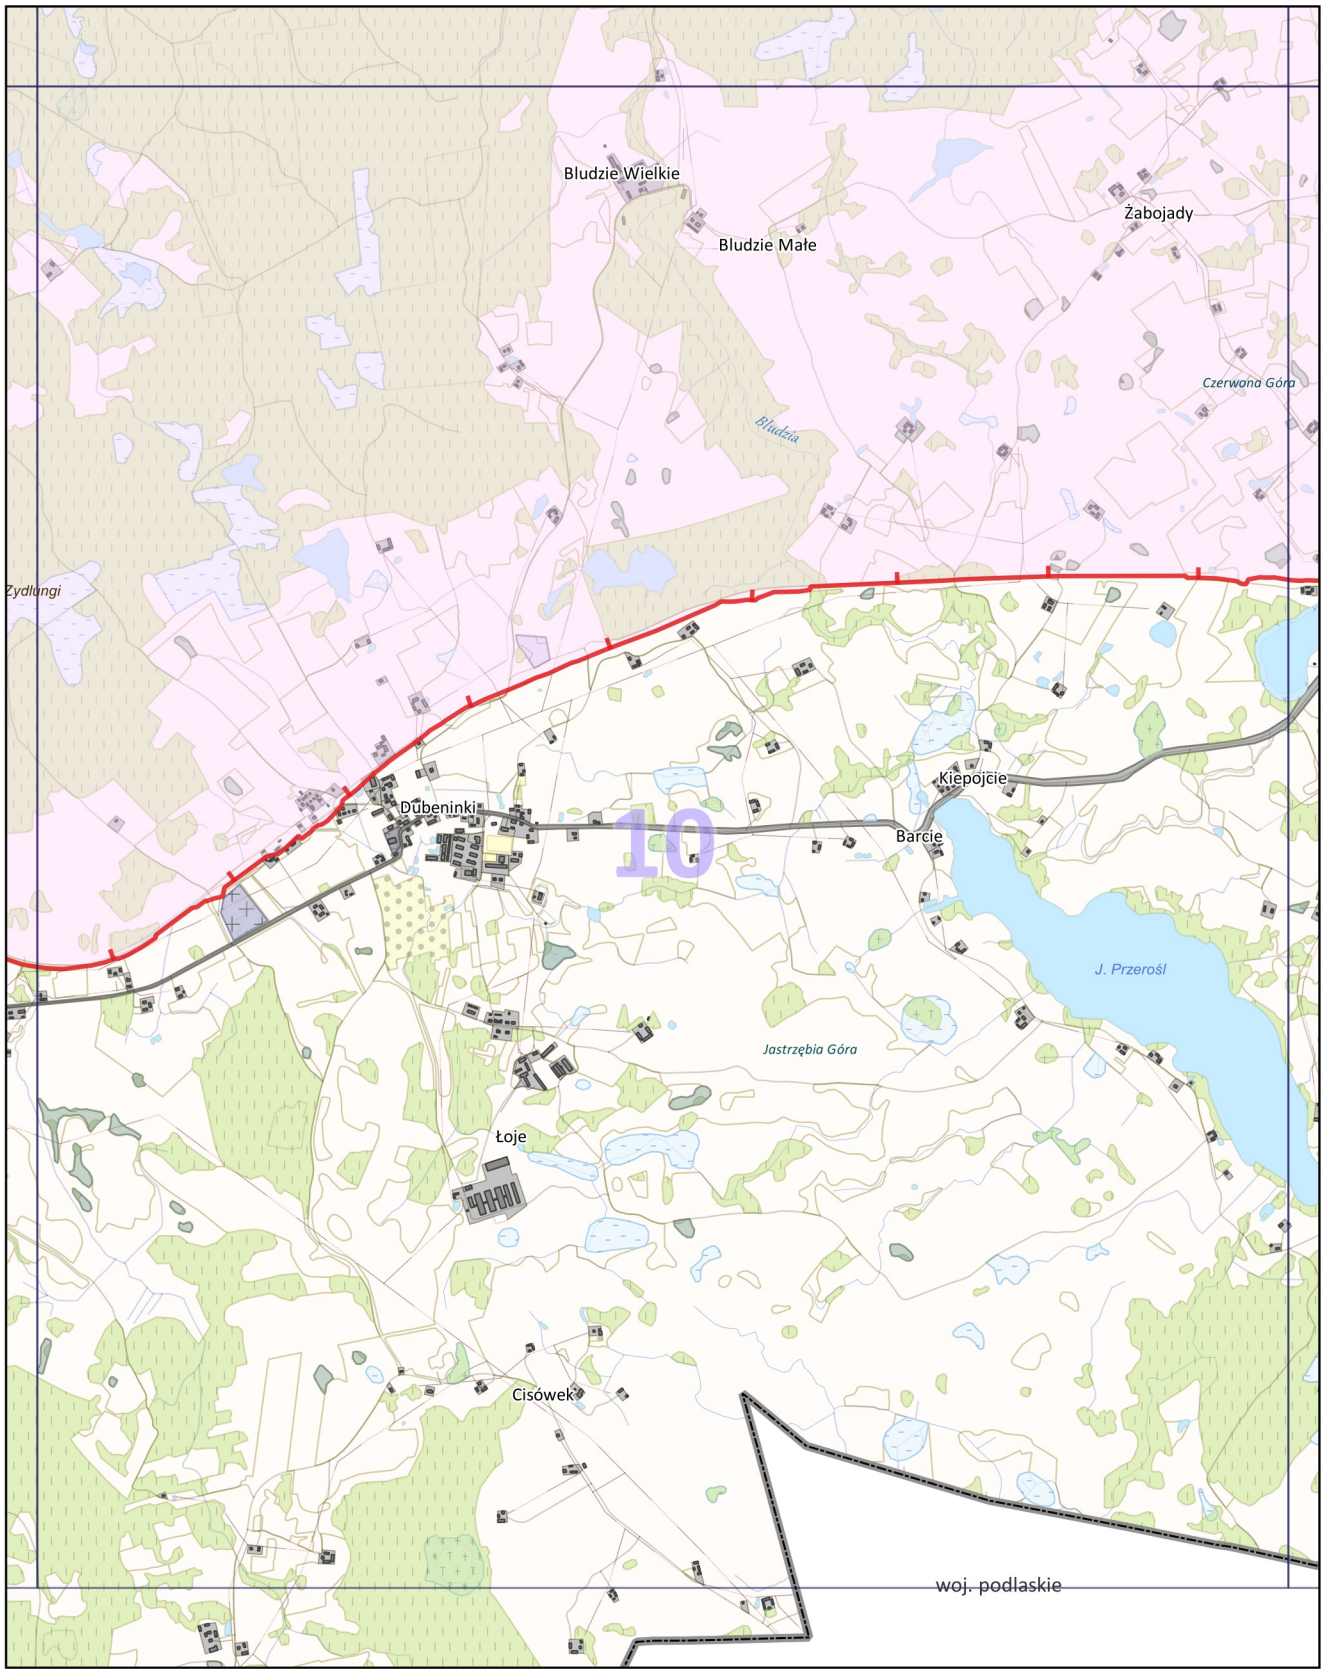 Bludzie Wielkie
Żabojady
Bludzie Małe
Czerwona Góra
Bludzia
Żydlungi
Kiepojcie
Dubeninki
10
Barcie
J. Przerośl
Jastrzębia Góra
Łoje
Cisówek
woj. podlaskie